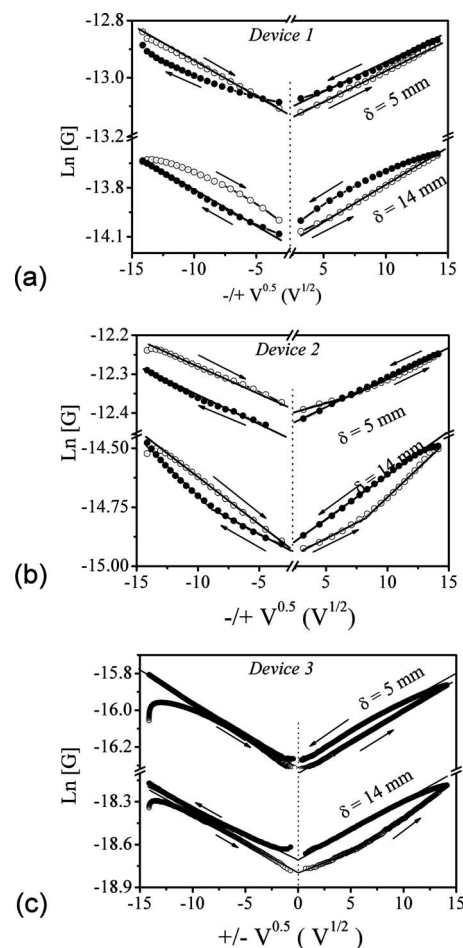 Device 1
-12.8
-13.0
-13.2
-13.8
-14.1
Ln [G]
δ = 5 mm
δ = 14 mm
-15 -10 -5 5 10 15
-/+ V^0.5 (V^1/2)
(a)
Device 2
-12.2
-12.3
-12.4
-14.50
-14.75
-15.00
Ln [G]
δ = 5 mm
δ = 14 mm
-15 -10 -5 5 10 15
-/+ V^0.5 (V^1/2)
(b)
Device 3
-15.8
-16.0
-16.2
-18.3
-18.6
-18.9
Ln [G]
δ = 5 mm
δ = 14 mm
-15 -10 -5 0 5 10 15
+/- V^0.5 ( V^1/2)
(c)